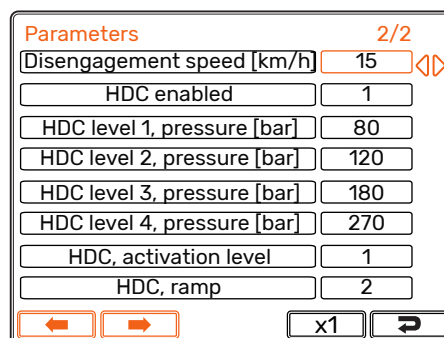 Parameters 2/2
Disengagement speed [km/h] 15
HDC enabled 1
HDC level 1, pressure [bar] 80
HDC level 2, pressure [bar] 120
HDC level 3, pressure [bar] 180
HDC level 4, pressure [bar] 270
HDC, activation level 1
HDC, ramp 2
x1